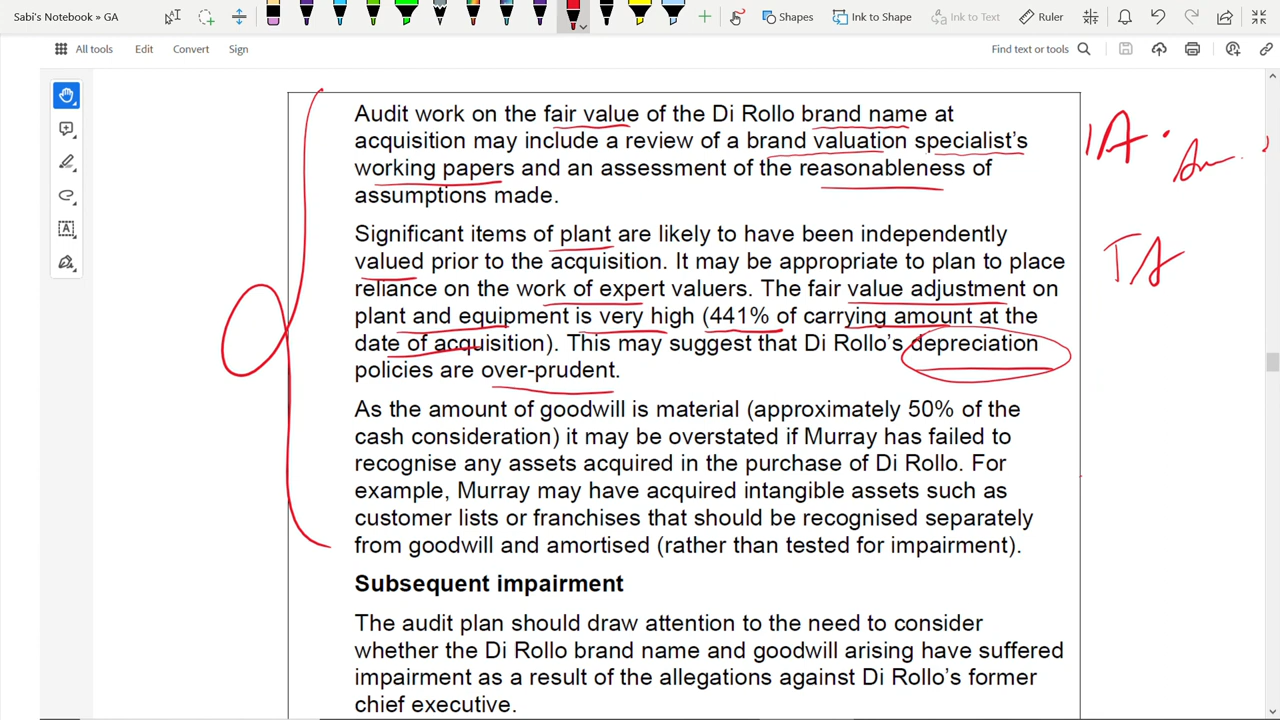 Sabi's Notebook » GA
Shapes Ink to Shape Ink to Text Ruler
All tools Edit Convert Sign Find text or tools
Audit work on the fair value of the Di Rollo brand name at
acquisition may include a review of a brand valuation specialist's
working papers and an assessment of the reasonableness of
assumptions made.
Significant items of plant are likely to have been independently
valued prior to the acquisition. It may be appropriate to plan to place
reliance on the work of expert valuers. The fair value adjustment on
plant and equipment is very high (441% of carrying amount at the
date of acquisition). This may suggest that Di Rollo's depreciation
policies are over-prudent.
As the amount of goodwill is material (approximately 50% of the
cash consideration) it may be overstated if Murray has failed to
recognise any assets acquired in the purchase of Di Rollo. For
example, Murray may have acquired intangible assets such as
customer lists or franchises that should be recognised separately
from goodwill and amortised (rather than tested for impairment).
Subsequent impairment
The audit plan should draw attention to the need to consider
whether the Di Rollo brand name and goodwill arising have suffered
impairment as a result of the allegations against Di Rollo's former
chief executive.
IA
TA